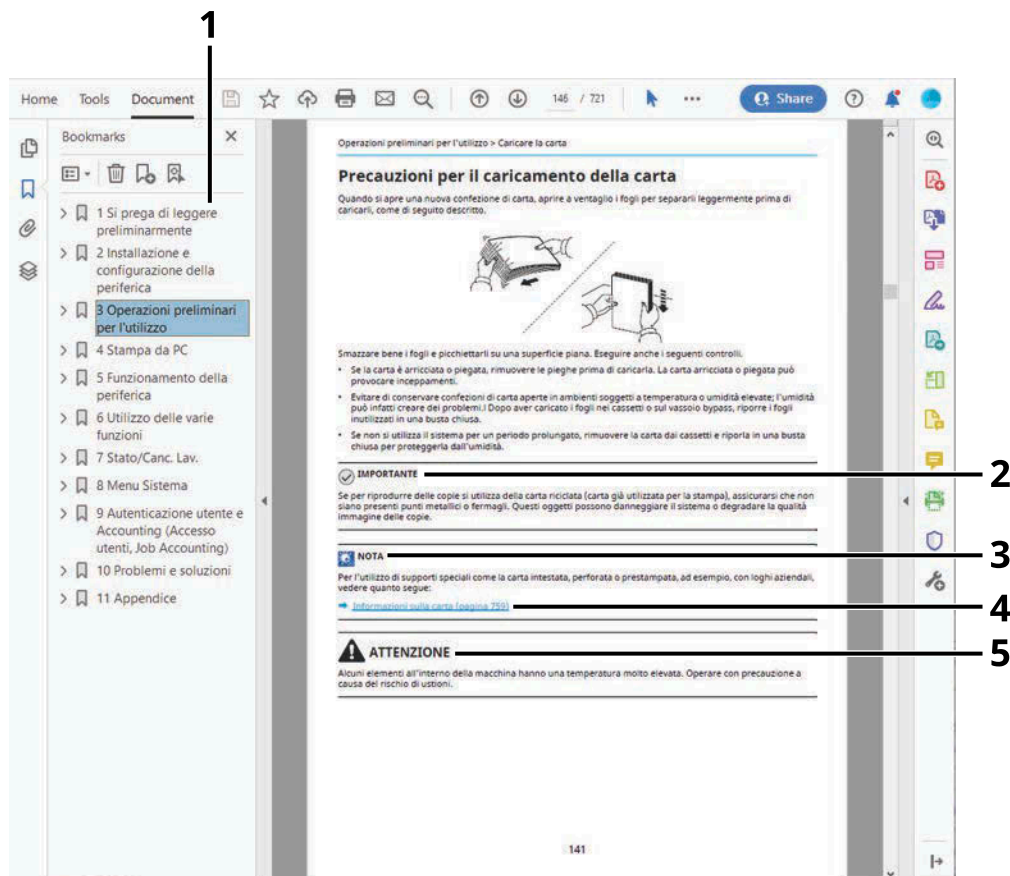 1
Home Tools Document 146 / 721 Share
Bookmarks
1 Si prega di leggere
preliminarmente
2 Installazione e
configurazione della
periferica
3 Operazioni preliminari
per l'utilizzo
4 Stampa da PC
5 Funzionamento della
periferica
6 Utilizzo delle varie
funzioni
7 Stato/Canc. Lav.
8 Menu Sistema
9 Autenticazione utente e
Accounting (Accesso
utenti, Job Accounting)
10 Problemi e soluzioni
11 Appendice
Operazioni preliminari per l'utilizzo > Caricare la carta
Precauzioni per il caricamento della carta
Quando si apre una nuova confezione di carta, aprire a ventaglio i fogli per separarli leggermente prima di
caricarli, come di seguito descritto.
Smazzare bene i fogli e picchiettarli su una superficie piana. Eseguire anche i seguenti controlli.
• Se la carta è arricciata o piegata, rimuovere le pieghe prima di caricarla. La carta arricciata o piegata può
provocare inceppamenti.
• Evitare di conservare confezioni di carta aperte in ambienti soggetti a temperatura o umidità elevate; l'umidità
può infatti creare dei problemi.l Dopo aver caricato i fogli nei cassetti o sul vassoio bypass, riporre i fogli
inutilizzati in una busta chiusa.
• Se non si utilizza il sistema per un periodo prolungato, rimuovere la carta dai cassetti e riporla in una busta
chiusa per proteggerla dall'umidità.
IMPORTANTE
2
Se per riprodurre delle copie si utilizza della carta riciclata (carta già utilizzata per la stampa), assicurarsi che non
siano presenti punti metallici o fermagli. Questi oggetti possono danneggiare il sistema o degradare la qualità
immagine delle copie.
NOTA
3
Per l'utilizzo di supporti speciali come la carta intestata, perforata o prestampata, ad esempio, con loghi aziendali,
vedere quanto segue:
Informazioni sulla carta (pagina 759)
4
ATTENZIONE
5
Alcuni elementi all'interno della macchina hanno una temperatura molto elevata. Operare con precauzione a
causa del rischio di ustioni.
141